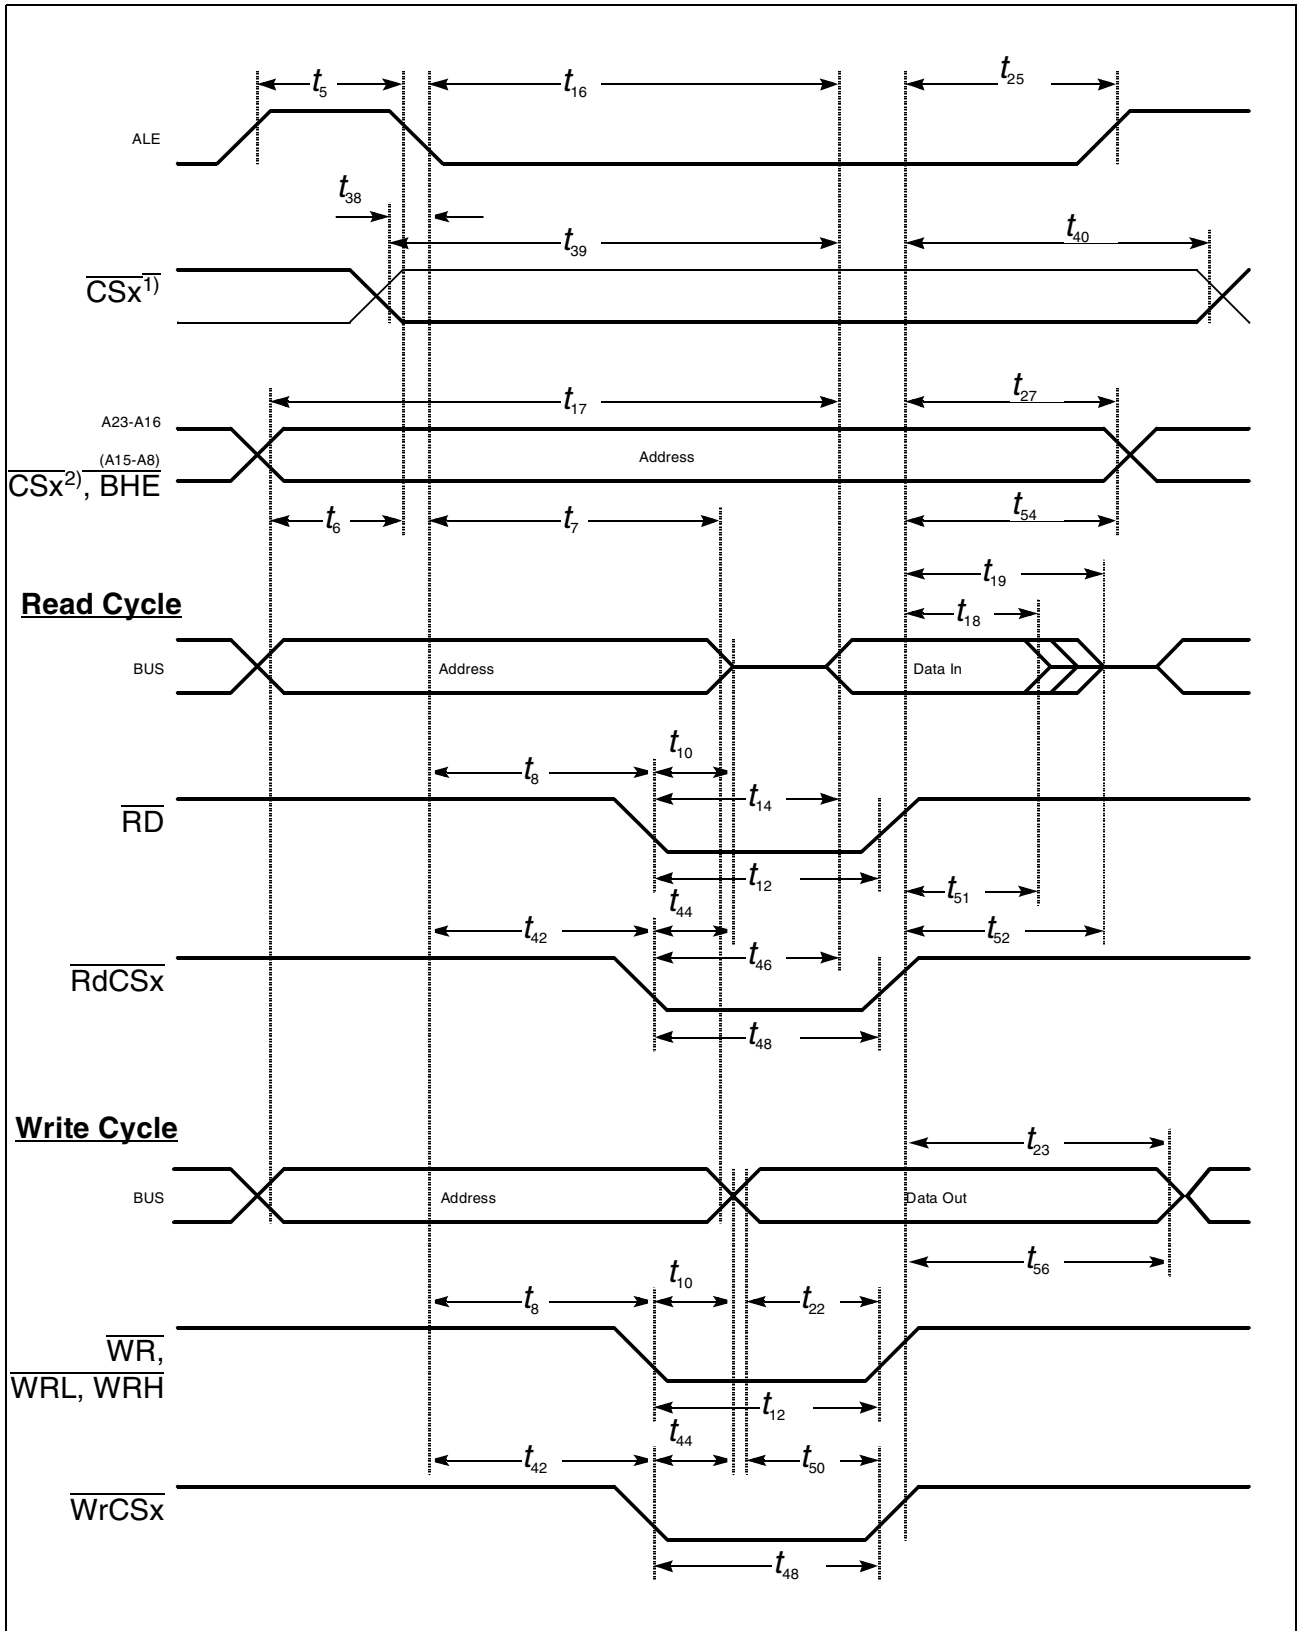 t5 t16 t25
ALE
t38
t39 t40
CSx1)
t17 t27
A23-A16
(A15-A8)
Address
CSx2), BHE
t6 t7 t54
t19
Read Cycle
t18
BUS Address Data In
t10
t8
t14
RD
t12
t51
t44
t42 t52
t46
RdCSx
t48
Write Cycle
t23
BUS Address Data Out
t56
t10
t8 t22
WR,
WRL, WRH
t12
t44
t42 t50
WrCSx
t48